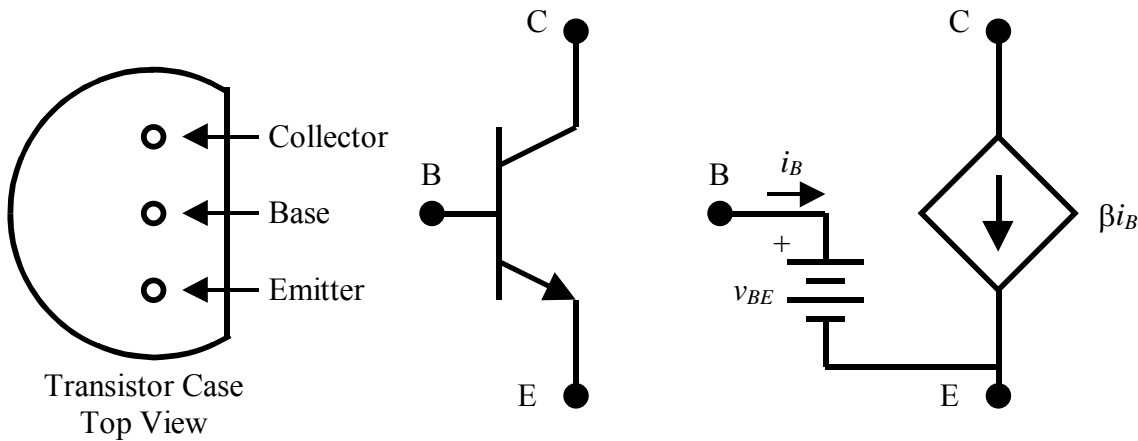 Collector
Base
Emitter
Transistor Case
Top View
C
B
E
C
B
i_B
+
v_BE
βi_B
E